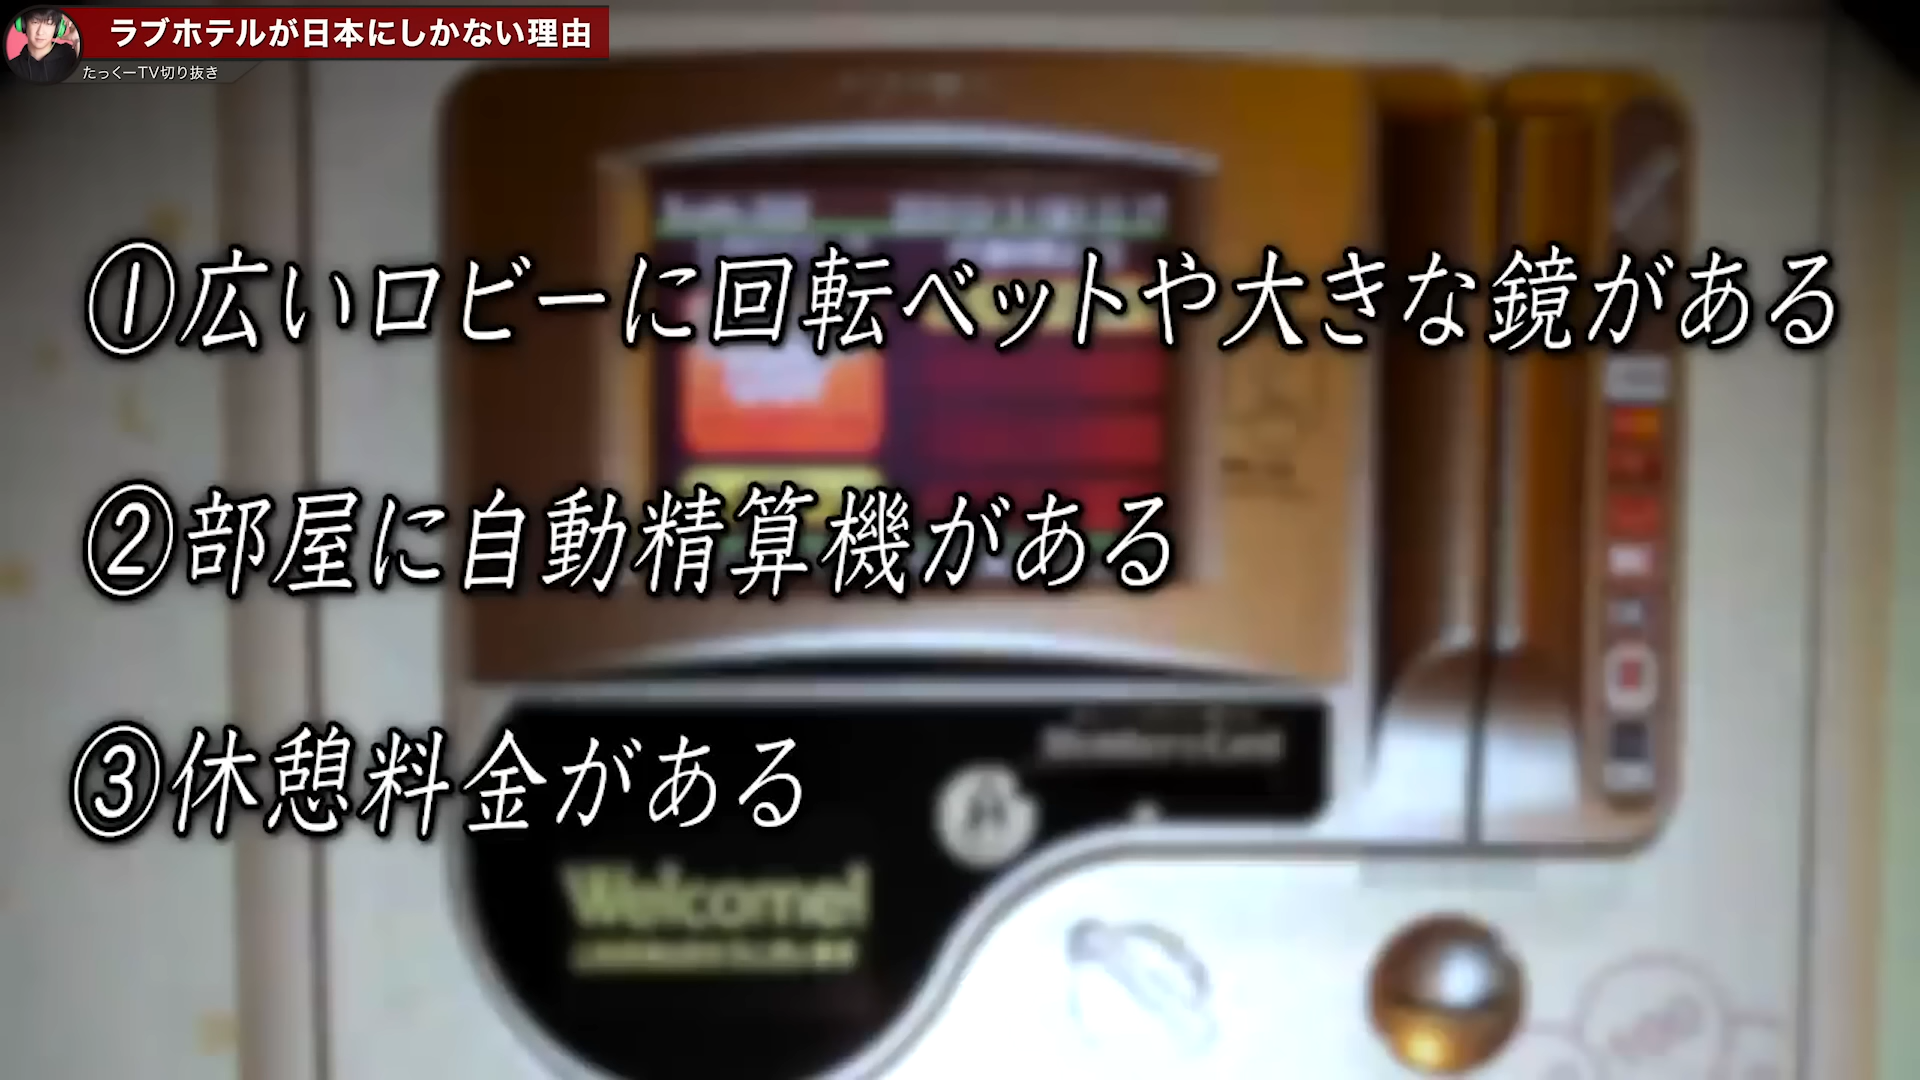 ラブホテルが日本にしかない理由
たっくーTV切り抜き
①広いロビーに回転ベットや大きな鏡がある
②部屋に自動精算機がある
③休憩料金がある
Welcome!